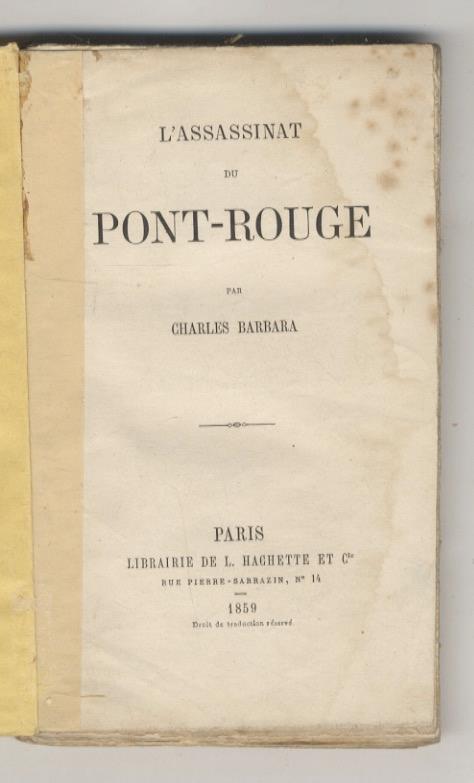 L'ASSASSINAT
DU
PONT-ROUGE
PAR
CHARLES BARBARA
PARIS
LIBRAIRIE DE L. HACHETTE ET Cie
RUE PIERRE-SARRAZIN, N° 14
1859
Droit de traduction réservé.